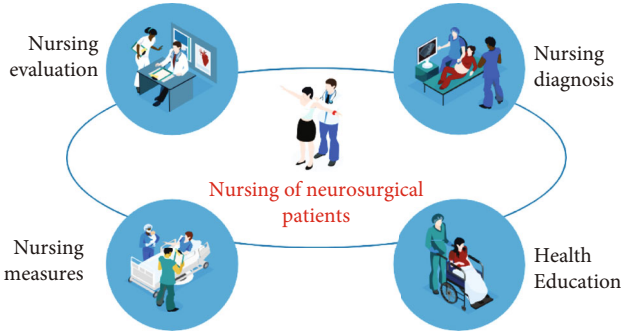 Nursing
evaluation
Nursing
diagnosis
Nursing of neurosurgical
patients
Nursing
measures
Health
Education